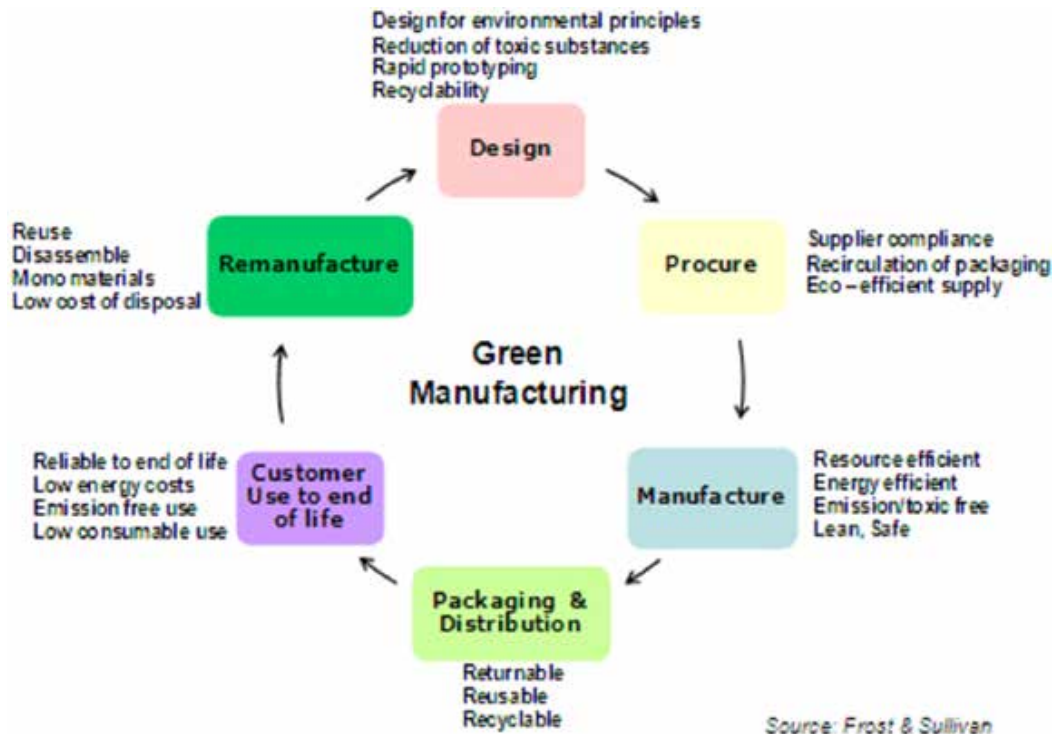 Design for environmental principles
Reduction of toxic substances
Rapid prototyping
Recyclability
Design
Procure
Supplier compliance
Recirculation of packaging
Eco – efficient supply
Manufacture
Resource efficient
Energy efficient
Emission/toxic free
Lean, Safe
Packaging &
Distribution
Returnable
Reusable
Recyclable
Customer
Use to end
of life
Reliable to end of life
Low energy costs
Emission free use
Low consumable use
Remanufacture
Reuse
Disassemble
Mono materials
Low cost of disposal
Green
Manufacturing
Source: Frost & Sullivan